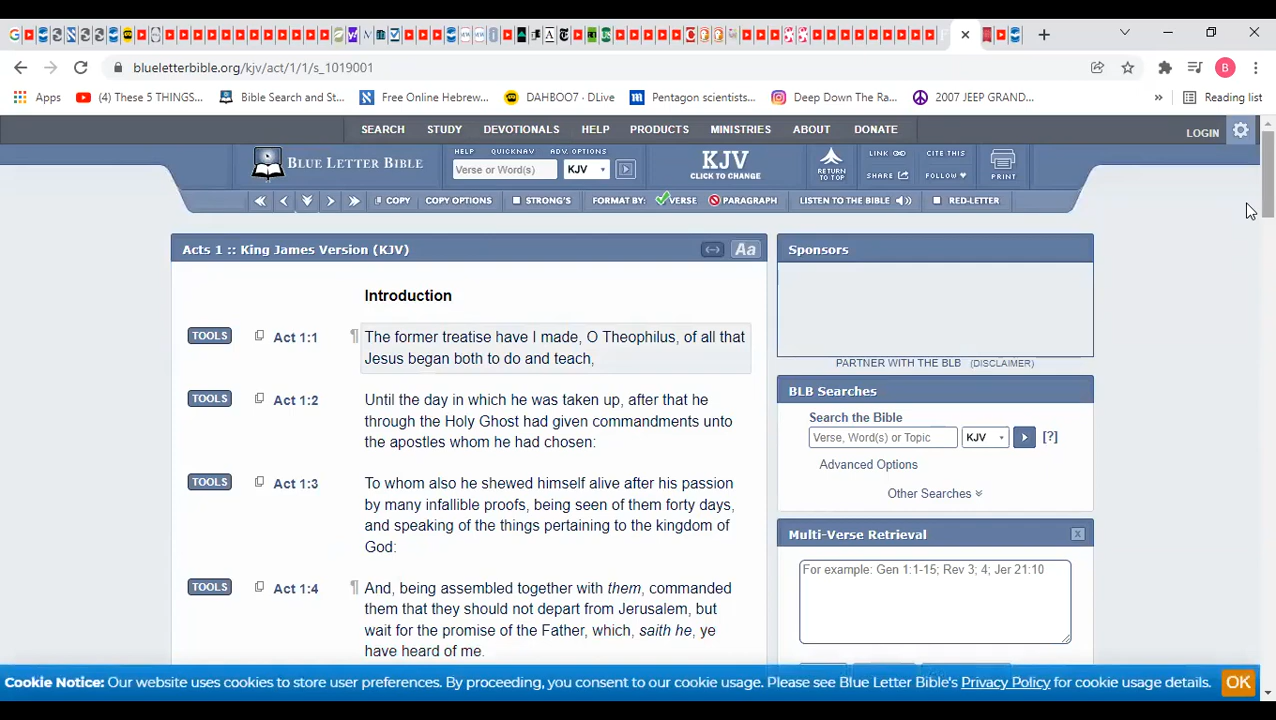 blueletterbible.org/kjv/act/1/1/s_1019001
B
Apps (4) These 5 THINGS... Bible Search and St... Free Online Hebrew... DAHBOO7 - DLive Pentagon scientists... Deep Down The Ra... 2007 JEEP GRAND... » Reading list
SEARCH STUDY DEVOTIONALS HELP PRODUCTS MINISTRIES ABOUT DONATE LOGIN
BLUE LETTER BIBLE
HELP QUICKNAV ADV. OPTIONS
Verse or Word(s) KJV
KJV
CLICK TO CHANGE
RETURN
TO TOP
LINK CITE THIS
SHARE FOLLOW
PRINT
COPY COPY OPTIONS STRONG'S FORMAT BY: VERSE PARAGRAPH LISTEN TO THE BIBLE RED-LETTER
Acts 1 :: King James Version (KJV) Aa
Introduction
TOOLS Act 1:1 ¶ The former treatise have I made, O Theophilus, of all that
Jesus began both to do and teach,
TOOLS Act 1:2 Until the day in which he was taken up, after that he
through the Holy Ghost had given commandments unto
the apostles whom he had chosen:
TOOLS Act 1:3 To whom also he shewed himself alive after his passion
by many infallible proofs, being seen of them forty days,
and speaking of the things pertaining to the kingdom of
God:
TOOLS Act 1:4 ¶ And, being assembled together with them, commanded
them that they should not depart from Jerusalem, but
wait for the promise of the Father, which, saith he, ye
have heard of me.
Sponsors
PARTNER WITH THE BLB (DISCLAIMER)
BLB Searches
Search the Bible
Verse, Word(s) or Topic KJV [?]
Advanced Options
Other Searches
Multi-Verse Retrieval X
For example: Gen 1:1-15; Rev 3; 4; Jer 21:10
Cookie Notice: Our website uses cookies to store user preferences. By proceeding, you consent to our cookie usage. Please see Blue Letter Bible's Privacy Policy for cookie usage details. OK